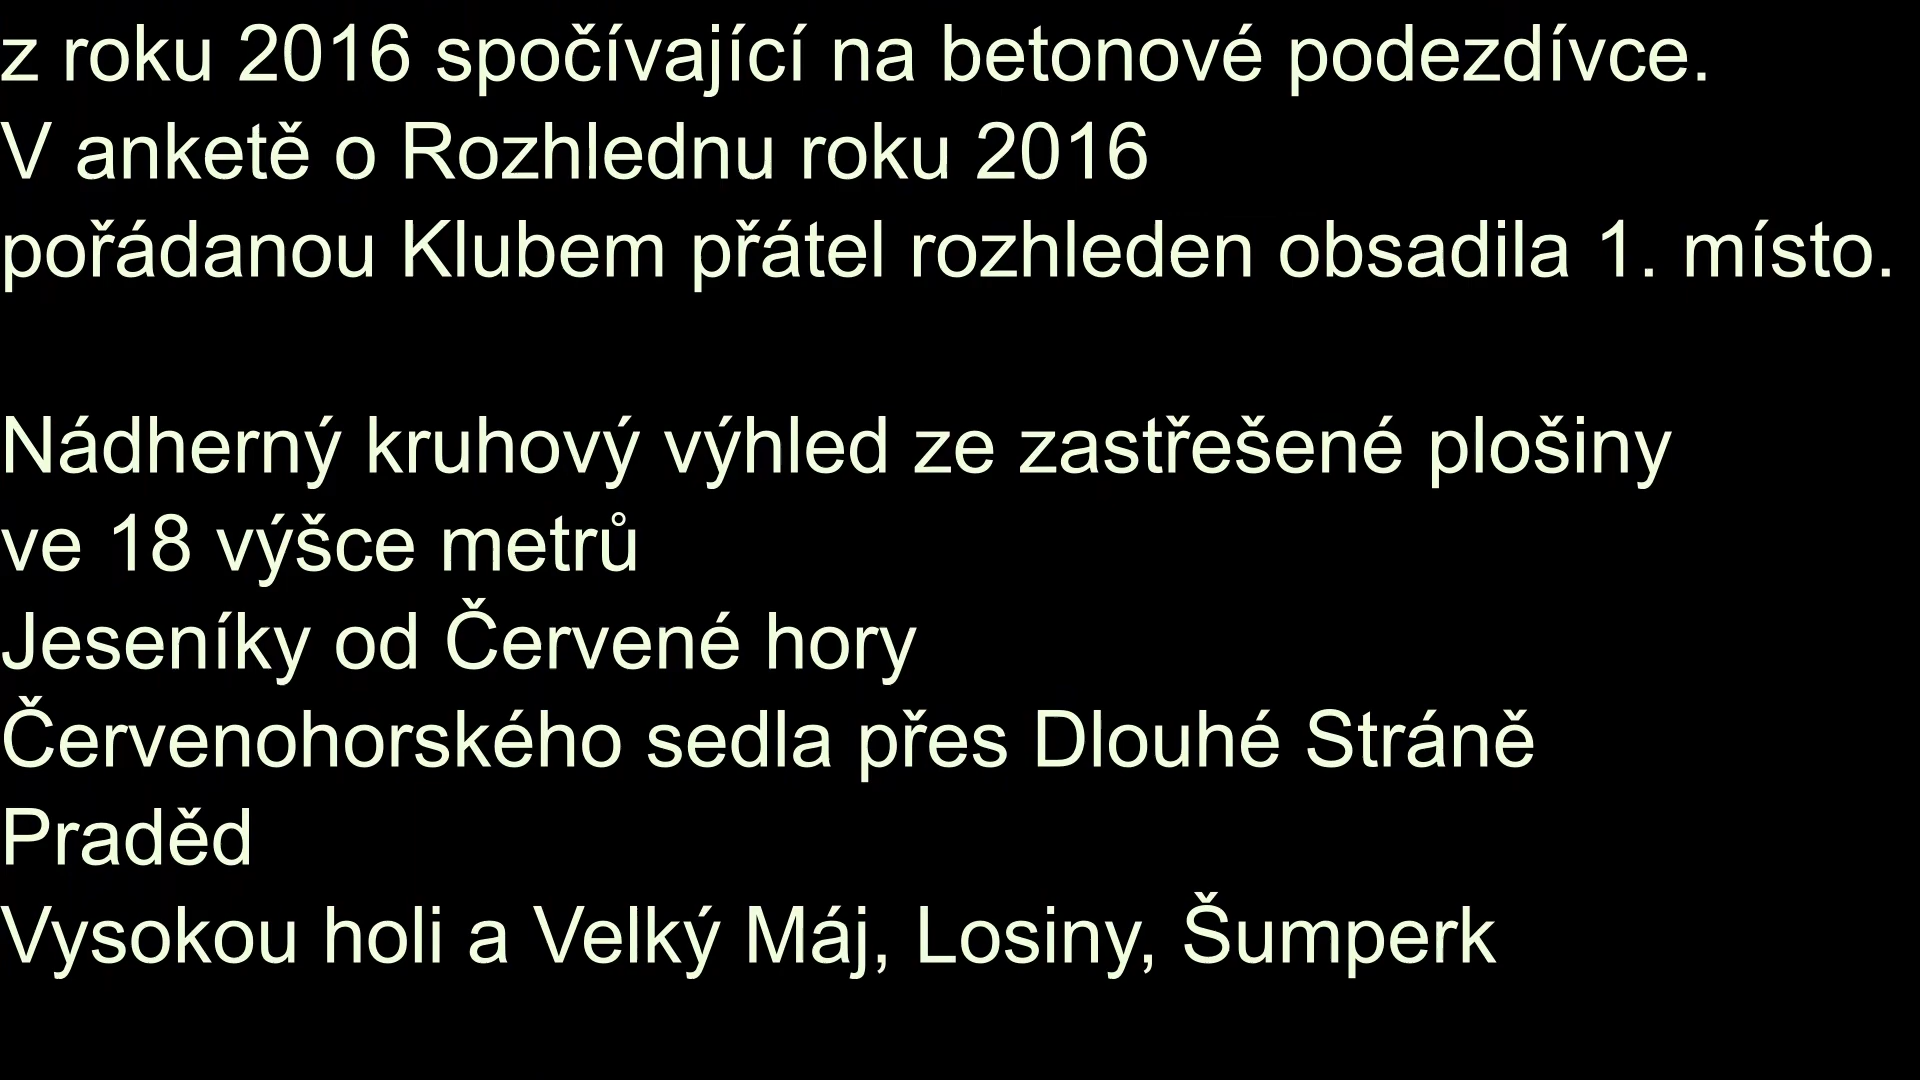 z roku 2016 spočívající na betonové podezdívce.
V anketě o Rozhlednu roku 2016
pořádanou Klubem přátel rozhleden obsadila 1. místo.
Nádherný kruhový výhled ze zastřešené plošiny
ve 18 výšce metrů
Jeseníky od Červené hory
Červenohorského sedla přes Dlouhé Stráně
Praděd
Vysokou holi a Velký Máj, Losiny, Šumperk